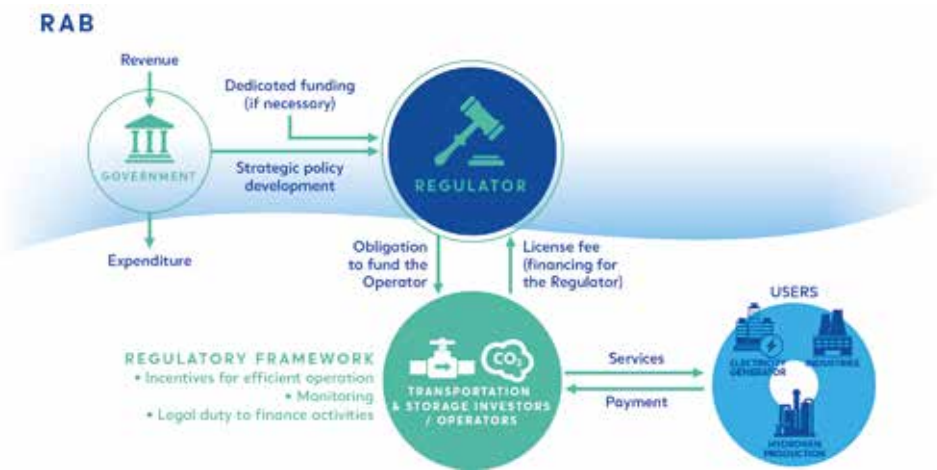 RAB
Revenue
Dedicated funding
(if necessary)
GOVERNMENT
Strategic policy
development
REGULATOR
Expenditure
Obligation
to fund the
Operator
License fee
(financing for
the Regulator)
USERS
ELECTRICITY
GENERATOR
INDUSTRIES
HYDROGEN
PRODUCTION
REGULATORY FRAMEWORK
• Incentives for efficient operation
• Monitoring
• Legal duty to finance activities
CO₂
TRANSPORTATION
& STORAGE INVESTORS
/ OPERATORS
Services
Payment